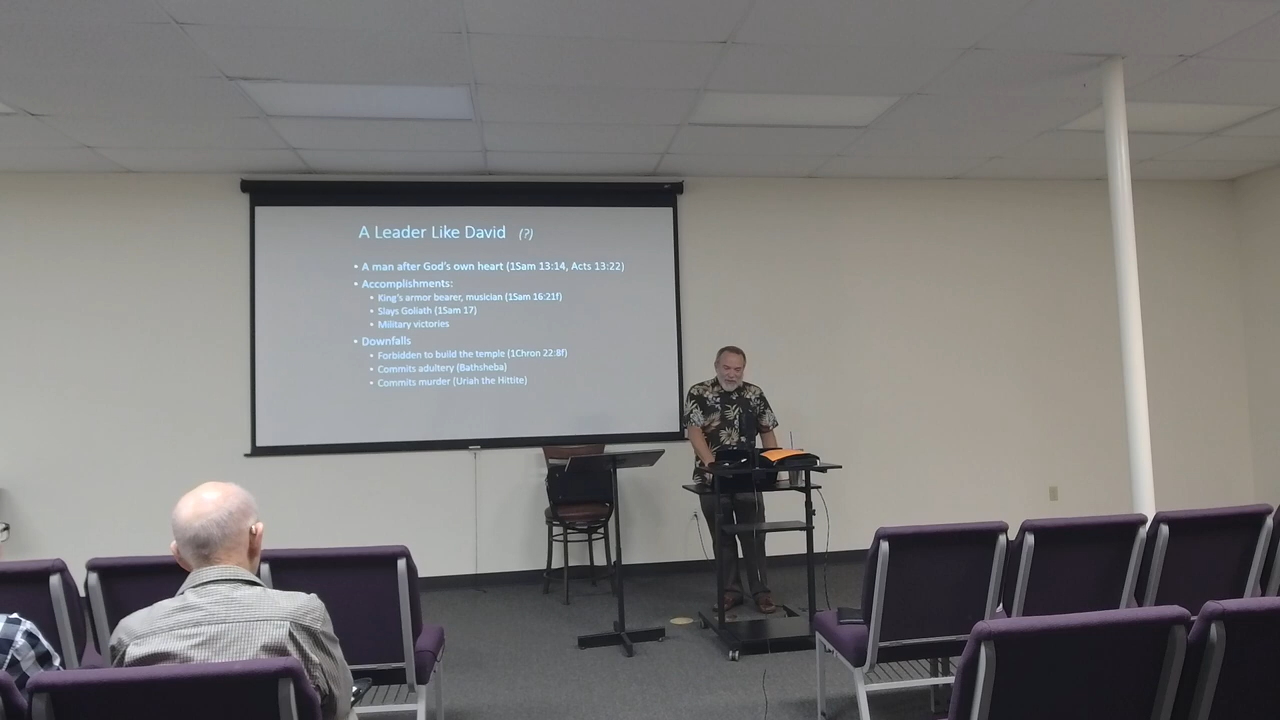 A Leader Like David (?)
• A man after God's own heart (1Sam 13:14, Acts 13:22)
• Accomplishments:
• King's armor bearer, musician (1Sam 16:21f)
• Slays Goliath (1Sam 17)
• Military victories
• Downfalls
• Forbidden to build the temple (1Chron 22:8f)
• Commits adultery (Bathsheba)
• Commits murder (Uriah the Hittite)